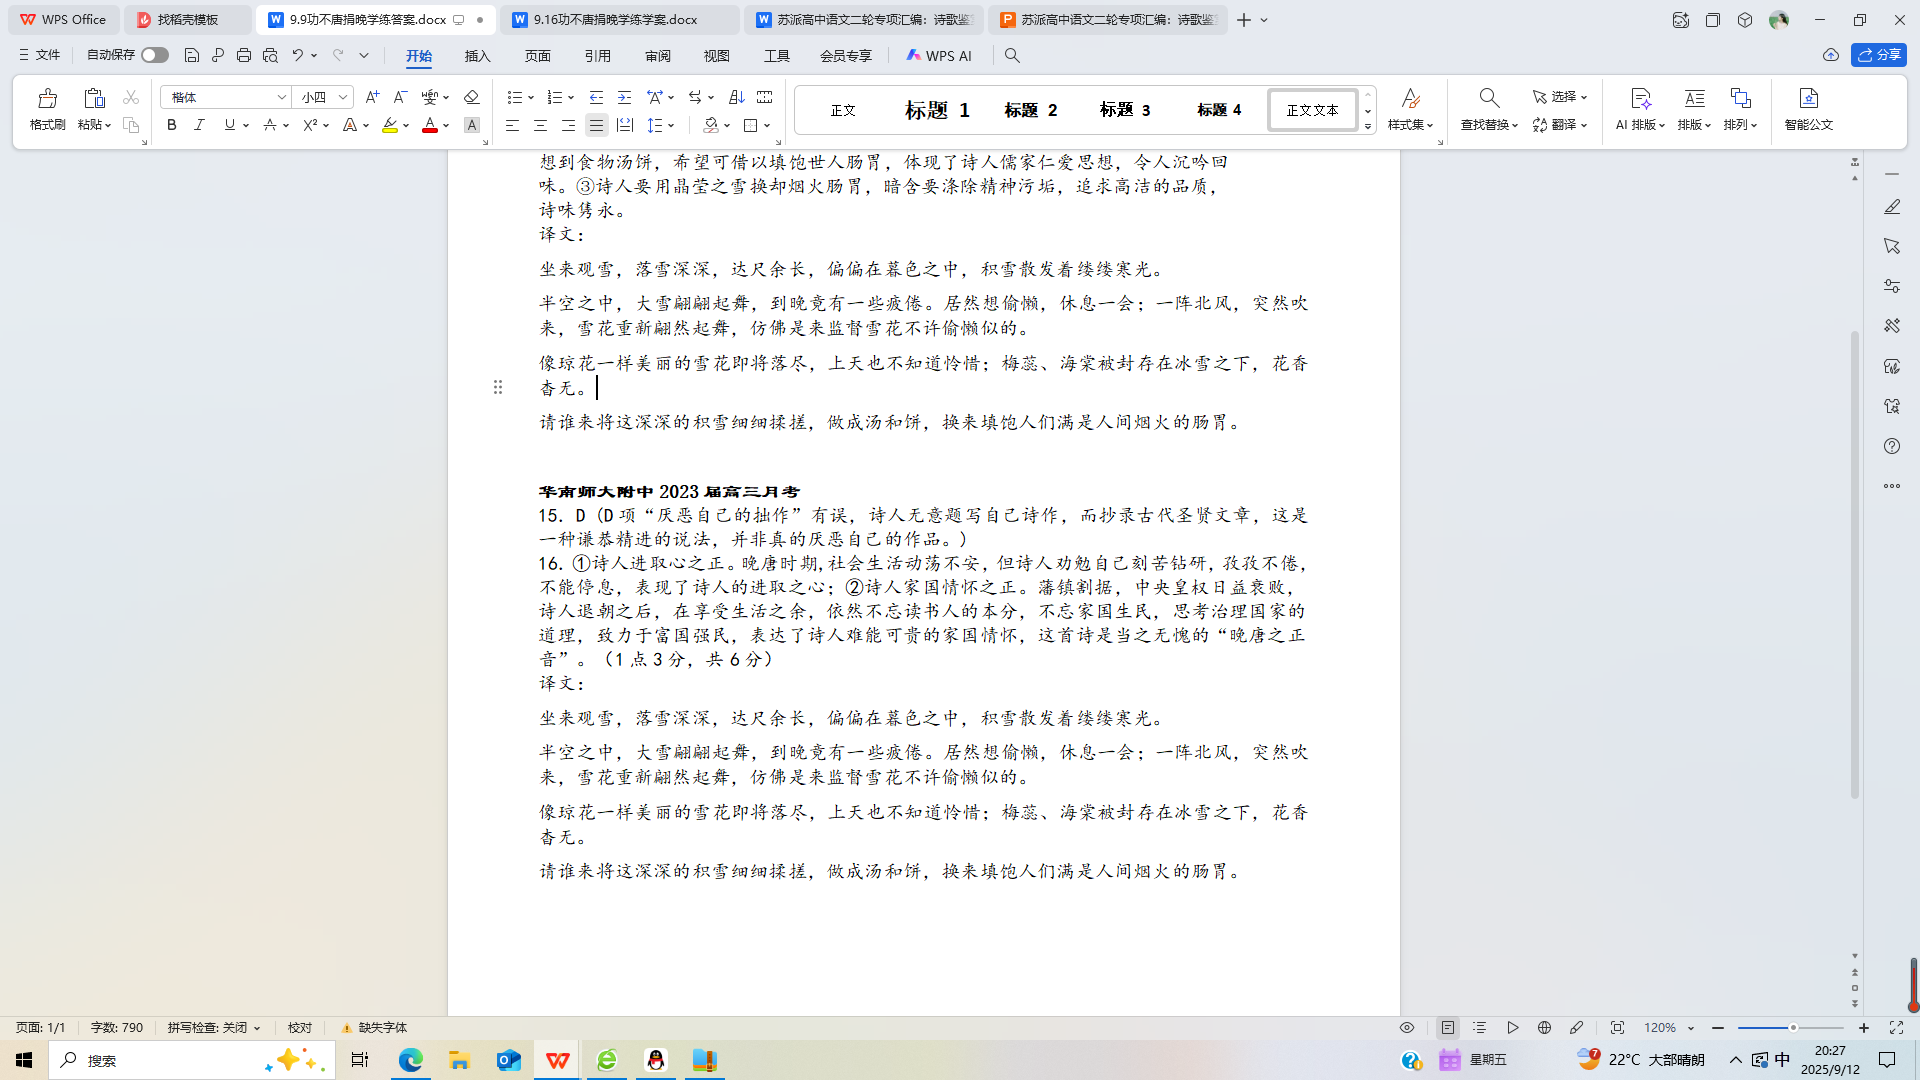 WPS Office 找稻壳模板 9.9功不唐捐晚学练答案.docx 9.16功不唐捐晚学练学案.docx 苏派高中语文二轮专项汇编：诗歌鉴 苏派高中语文二轮专项汇编：诗歌鉴
文件 自动保存 开始 插入 页面 引用 审阅 视图 工具 会员专享 WPS AI 分享
格式刷 粘贴 楷体 小四 正文 标题 1 标题 2 标题 3 标题 4 正文文本 样式集 查找替换 选择 翻译 AI 排版 排版 排列 智能公文
想到食物汤饼，希望可借以填饱世人肠胃，体现了诗人儒家仁爱思想，令人沉吟回
味。③诗人要用晶莹之雪换却烟火肠胃，暗含要涤除精神污垢，追求高洁的品质，
诗味隽永。
译文：
坐来观雪，落雪深深，达尺余长，偏偏在暮色之中，积雪散发着缕缕寒光。
半空之中，大雪翩翩起舞，到晚竟有一些疲倦。居然想偷懒，休息一会；一阵北风，突然吹
来，雪花重新翩然起舞，仿佛是来监督雪花不许偷懒似的。
像琼花一样美丽的雪花即将落尽，上天也不知道怜惜；梅蕊、海棠被封存在冰雪之下，花香
杳无。
请谁来将这深深的积雪细细揉搓，做成汤和饼，换来填饱人们满是人间烟火的肠胃。
华南师大附中 2023 届高三月考
15. D（D 项“厌恶自己的拙作”有误，诗人无意题写自己诗作，而抄录古代圣贤文章，这是
一种谦恭精进的说法，并非真的厌恶自己的作品。）
16. ①诗人进取心之正。晚唐时期,社会生活动荡不安,但诗人劝勉自己刻苦钻研,孜孜不倦,
不能停息，表现了诗人的进取之心；②诗人家国情怀之正。藩镇割据，中央皇权日益衰败，
诗人退朝之后，在享受生活之余，依然不忘读书人的本分，不忘家国生民，思考治理国家的
道理，致力于富国强民，表达了诗人难能可贵的家国情怀，这首诗是当之无愧的“晚唐之正
音”。（1 点 3 分，共 6 分）
译文：
坐来观雪，落雪深深，达尺余长，偏偏在暮色之中，积雪散发着缕缕寒光。
半空之中，大雪翩翩起舞，到晚竟有一些疲倦。居然想偷懒，休息一会；一阵北风，突然吹
来，雪花重新翩然起舞，仿佛是来监督雪花不许偷懒似的。
像琼花一样美丽的雪花即将落尽，上天也不知道怜惜；梅蕊、海棠被封存在冰雪之下，花香
杳无。
请谁来将这深深的积雪细细揉搓，做成汤和饼，换来填饱人们满是人间烟火的肠胃。
页面: 1/1 字数: 790 拼写检查: 关闭 校对 缺失字体 120%
搜索 星期五 7 22°C 大部晴朗 中 20:27
2025/9/12